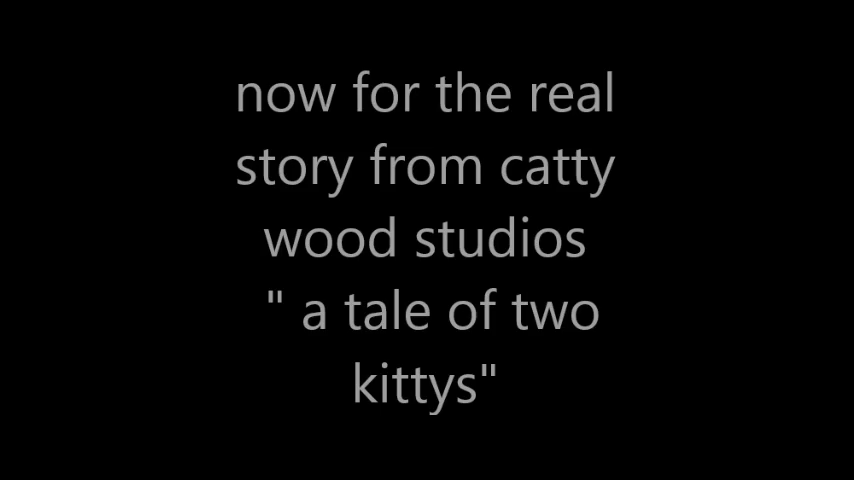 now for the real
story from catty
wood studios
" a tale of two
kittys"